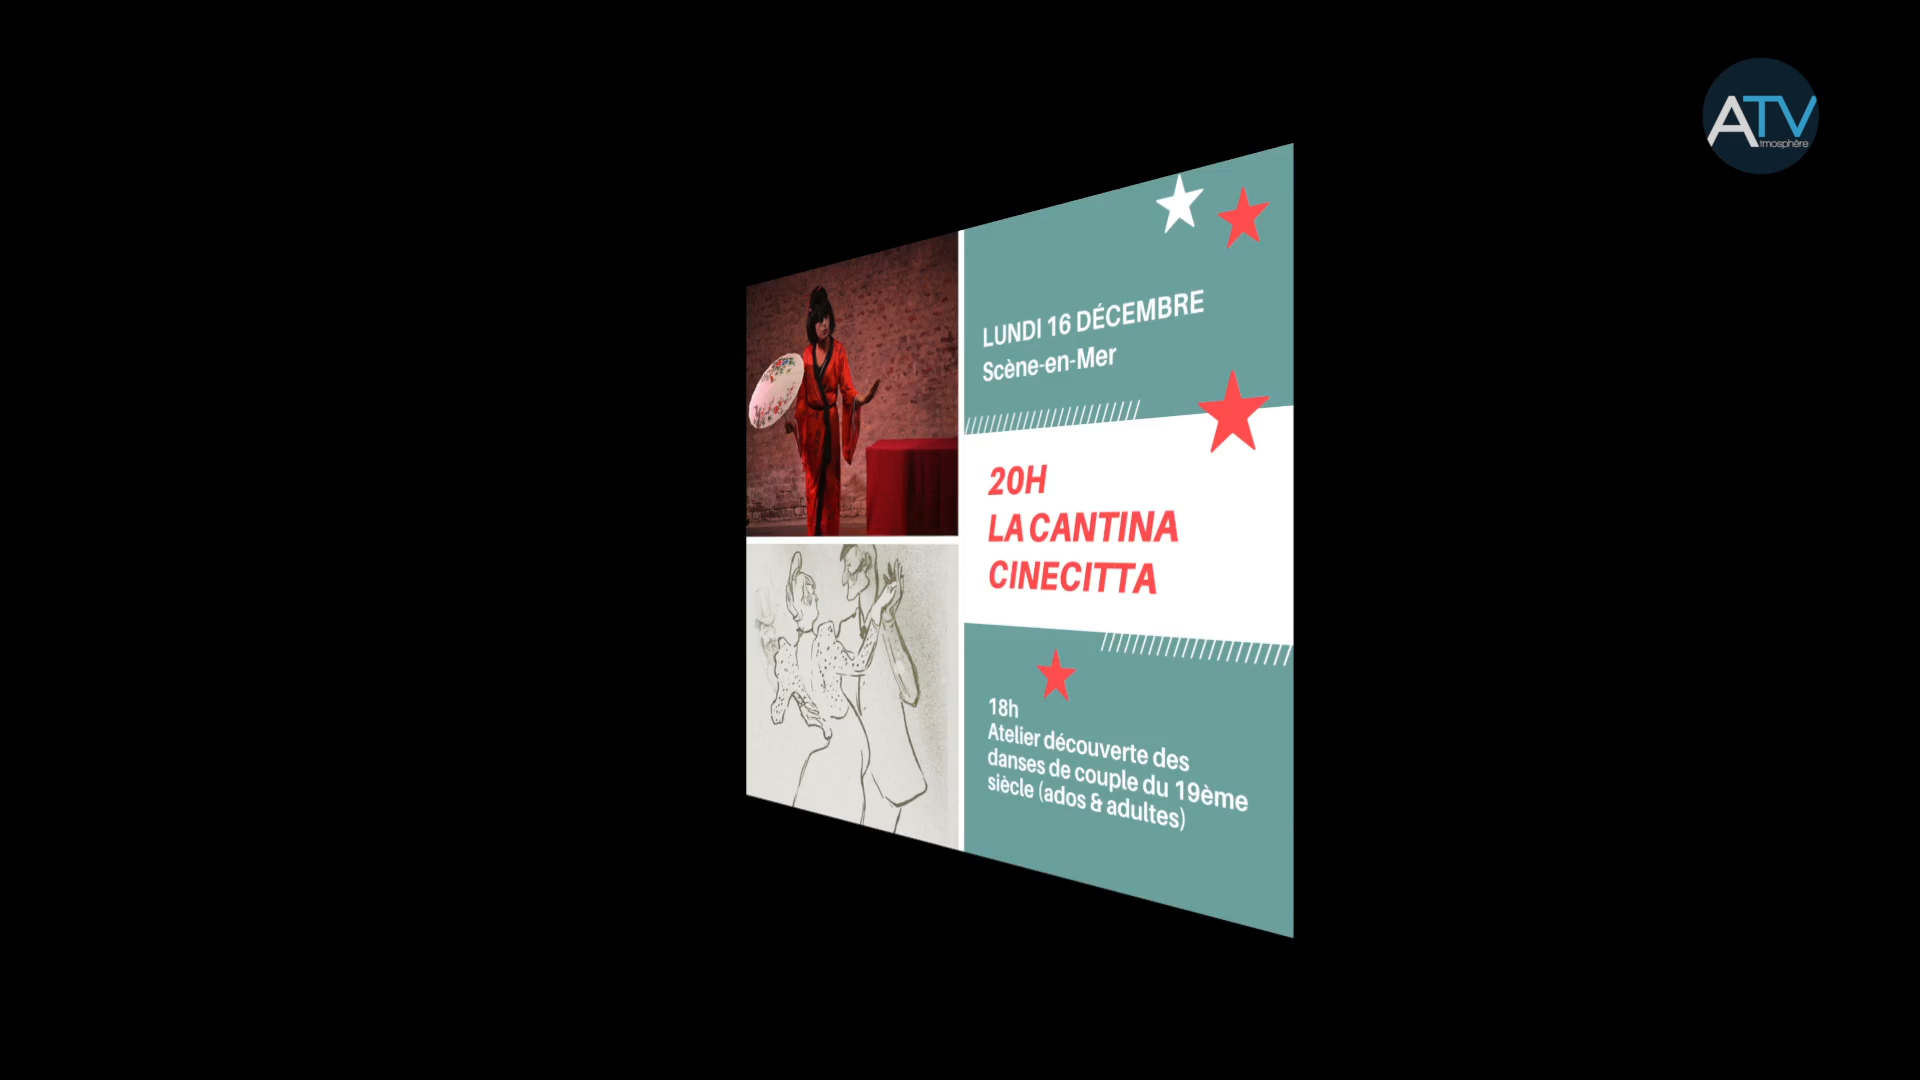 ATV
tmosphère
LUNDI 16 DÉCEMBRE
Scène-en-Mer
20H
LA CANTINA
CINECITTA
18h
Atelier découverte des
danses de couple du 19ème
siècle (ados & adultes)